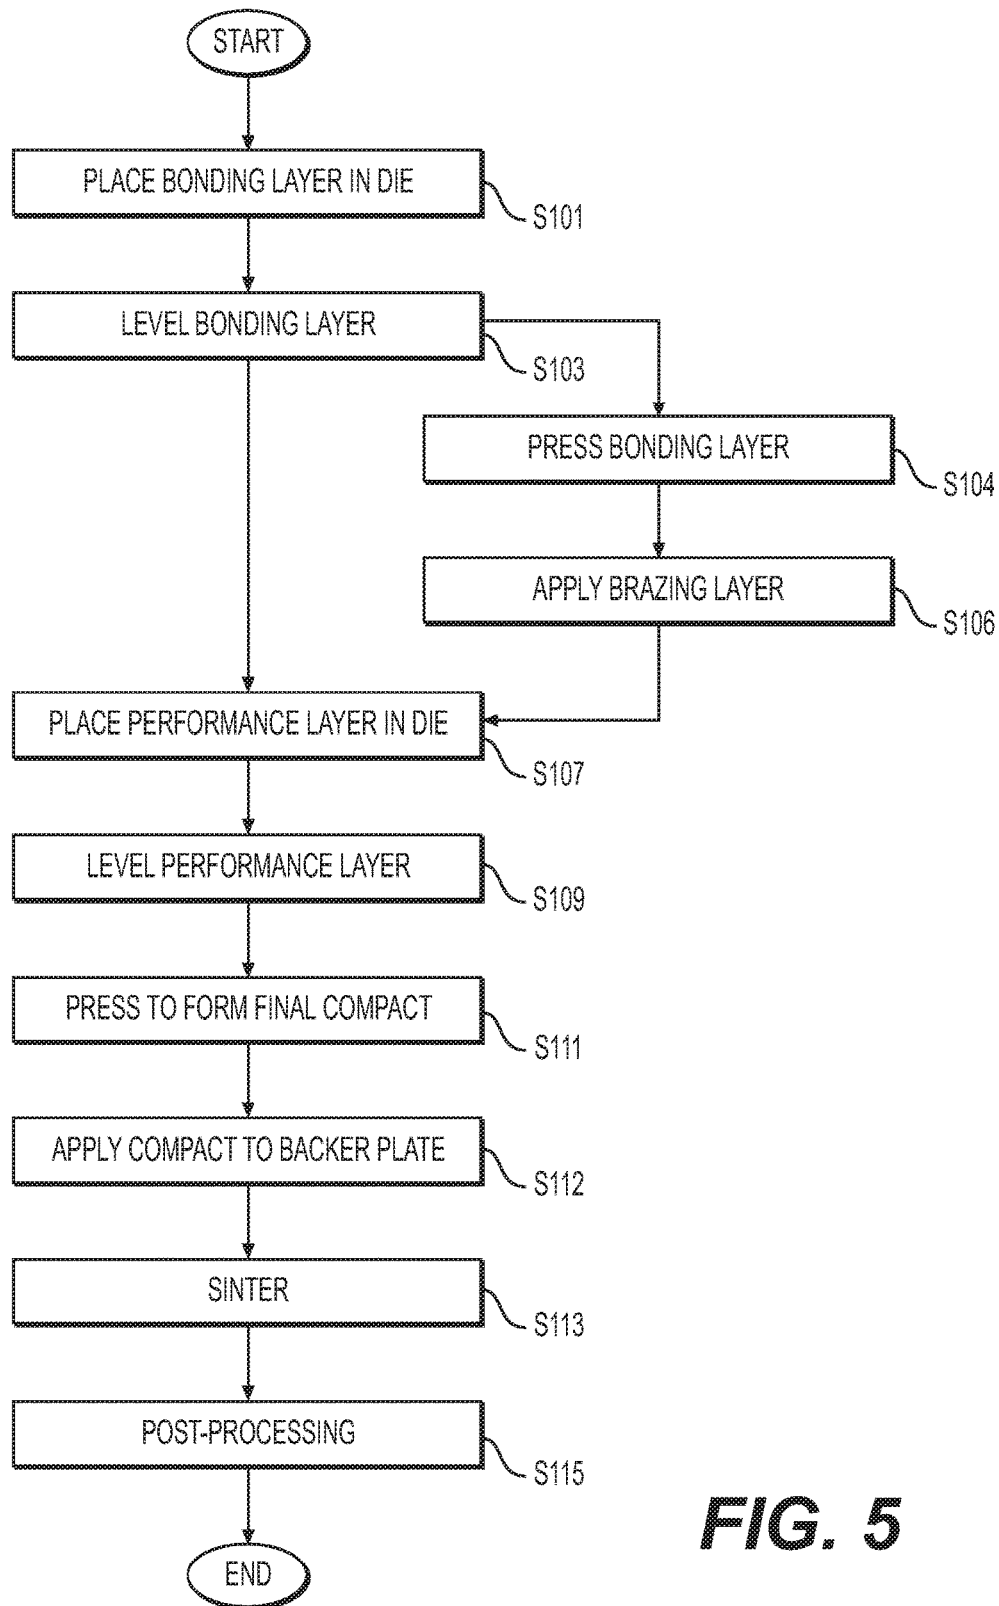 START
PLACE BONDING LAYER IN DIE
S101
LEVEL BONDING LAYER
S103
PRESS BONDING LAYER
S104
APPLY BRAZING LAYER
S106
PLACE PERFORMANCE LAYER IN DIE
S107
LEVEL PERFORMANCE LAYER
S109
PRESS TO FORM FINAL COMPACT
S111
APPLY COMPACT TO BACKER PLATE
S112
SINTER
S113
POST-PROCESSING
S115
END
FIG. 5